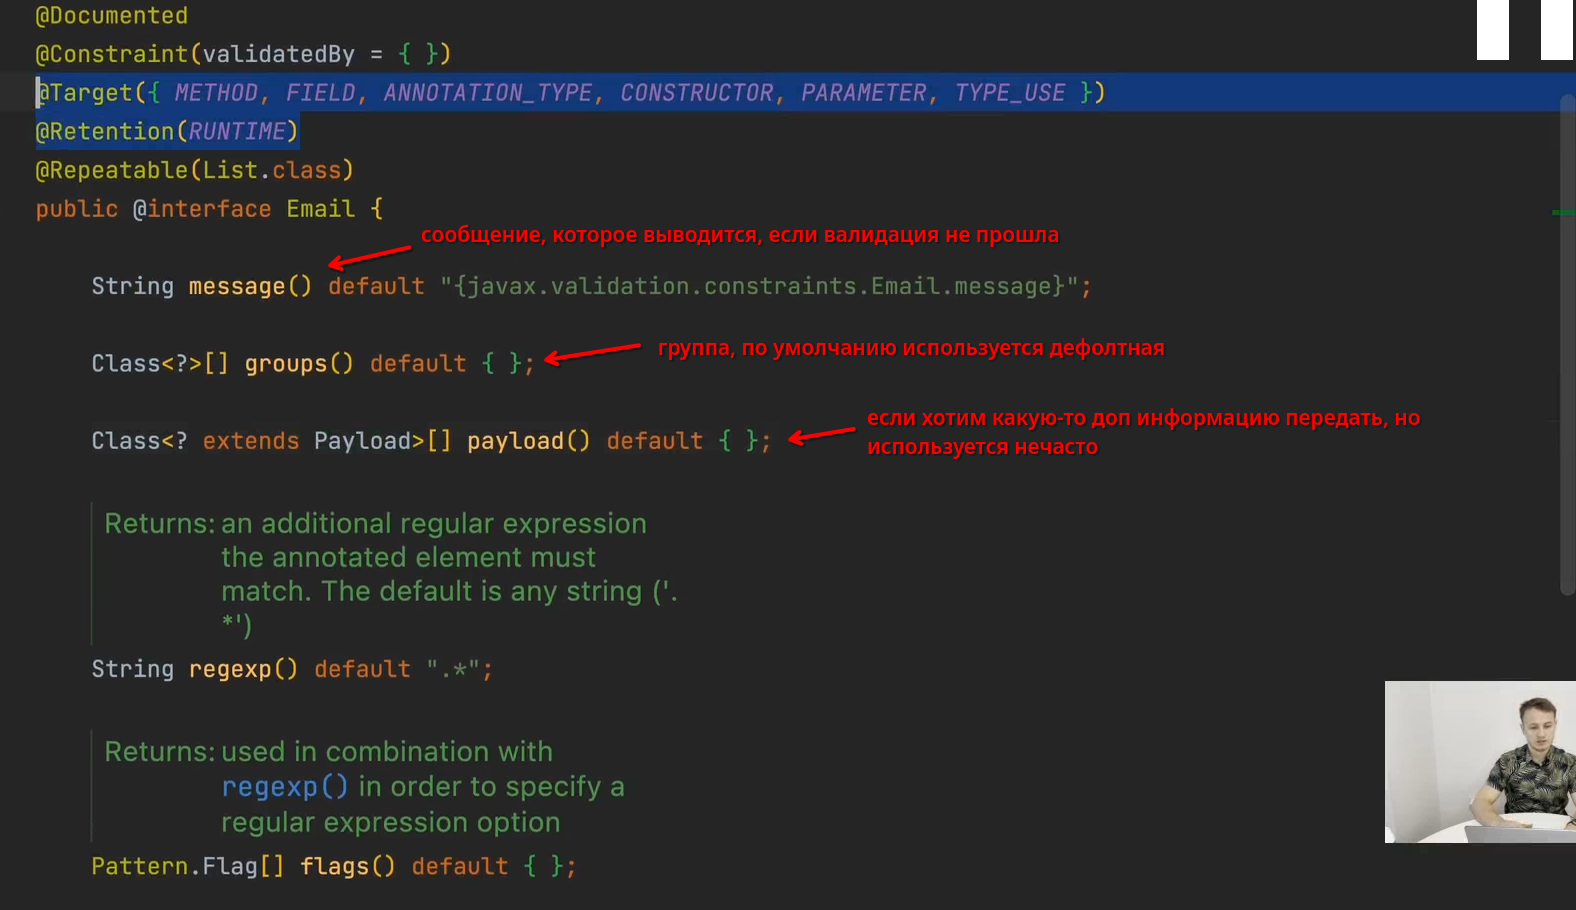 @Documented
@Constraint(validatedBy = { })
@Target({ METHOD, FIELD, ANNOTATION_TYPE, CONSTRUCTOR, PARAMETER, TYPE_USE })
@Retention(RUNTIME)
@Repeatable(List.class)
public @interface Email {
сообщение, которое выводится, если валидация не прошла
String message() default "{javax.validation.constraints.Email.message}";
группа, по умолчанию используется дефолтная
Class<?>[] groups() default { };
если хотим какую-то доп информацию передать, но
используется нечасто
Class<? extends Payload>[] payload() default { };
Returns: an additional regular expression
the annotated element must
match. The default is any string ('.
*')
String regexp() default ".*";
Returns: used in combination with
regexp() in order to specify a
regular expression option
Pattern.Flag[] flags() default { };